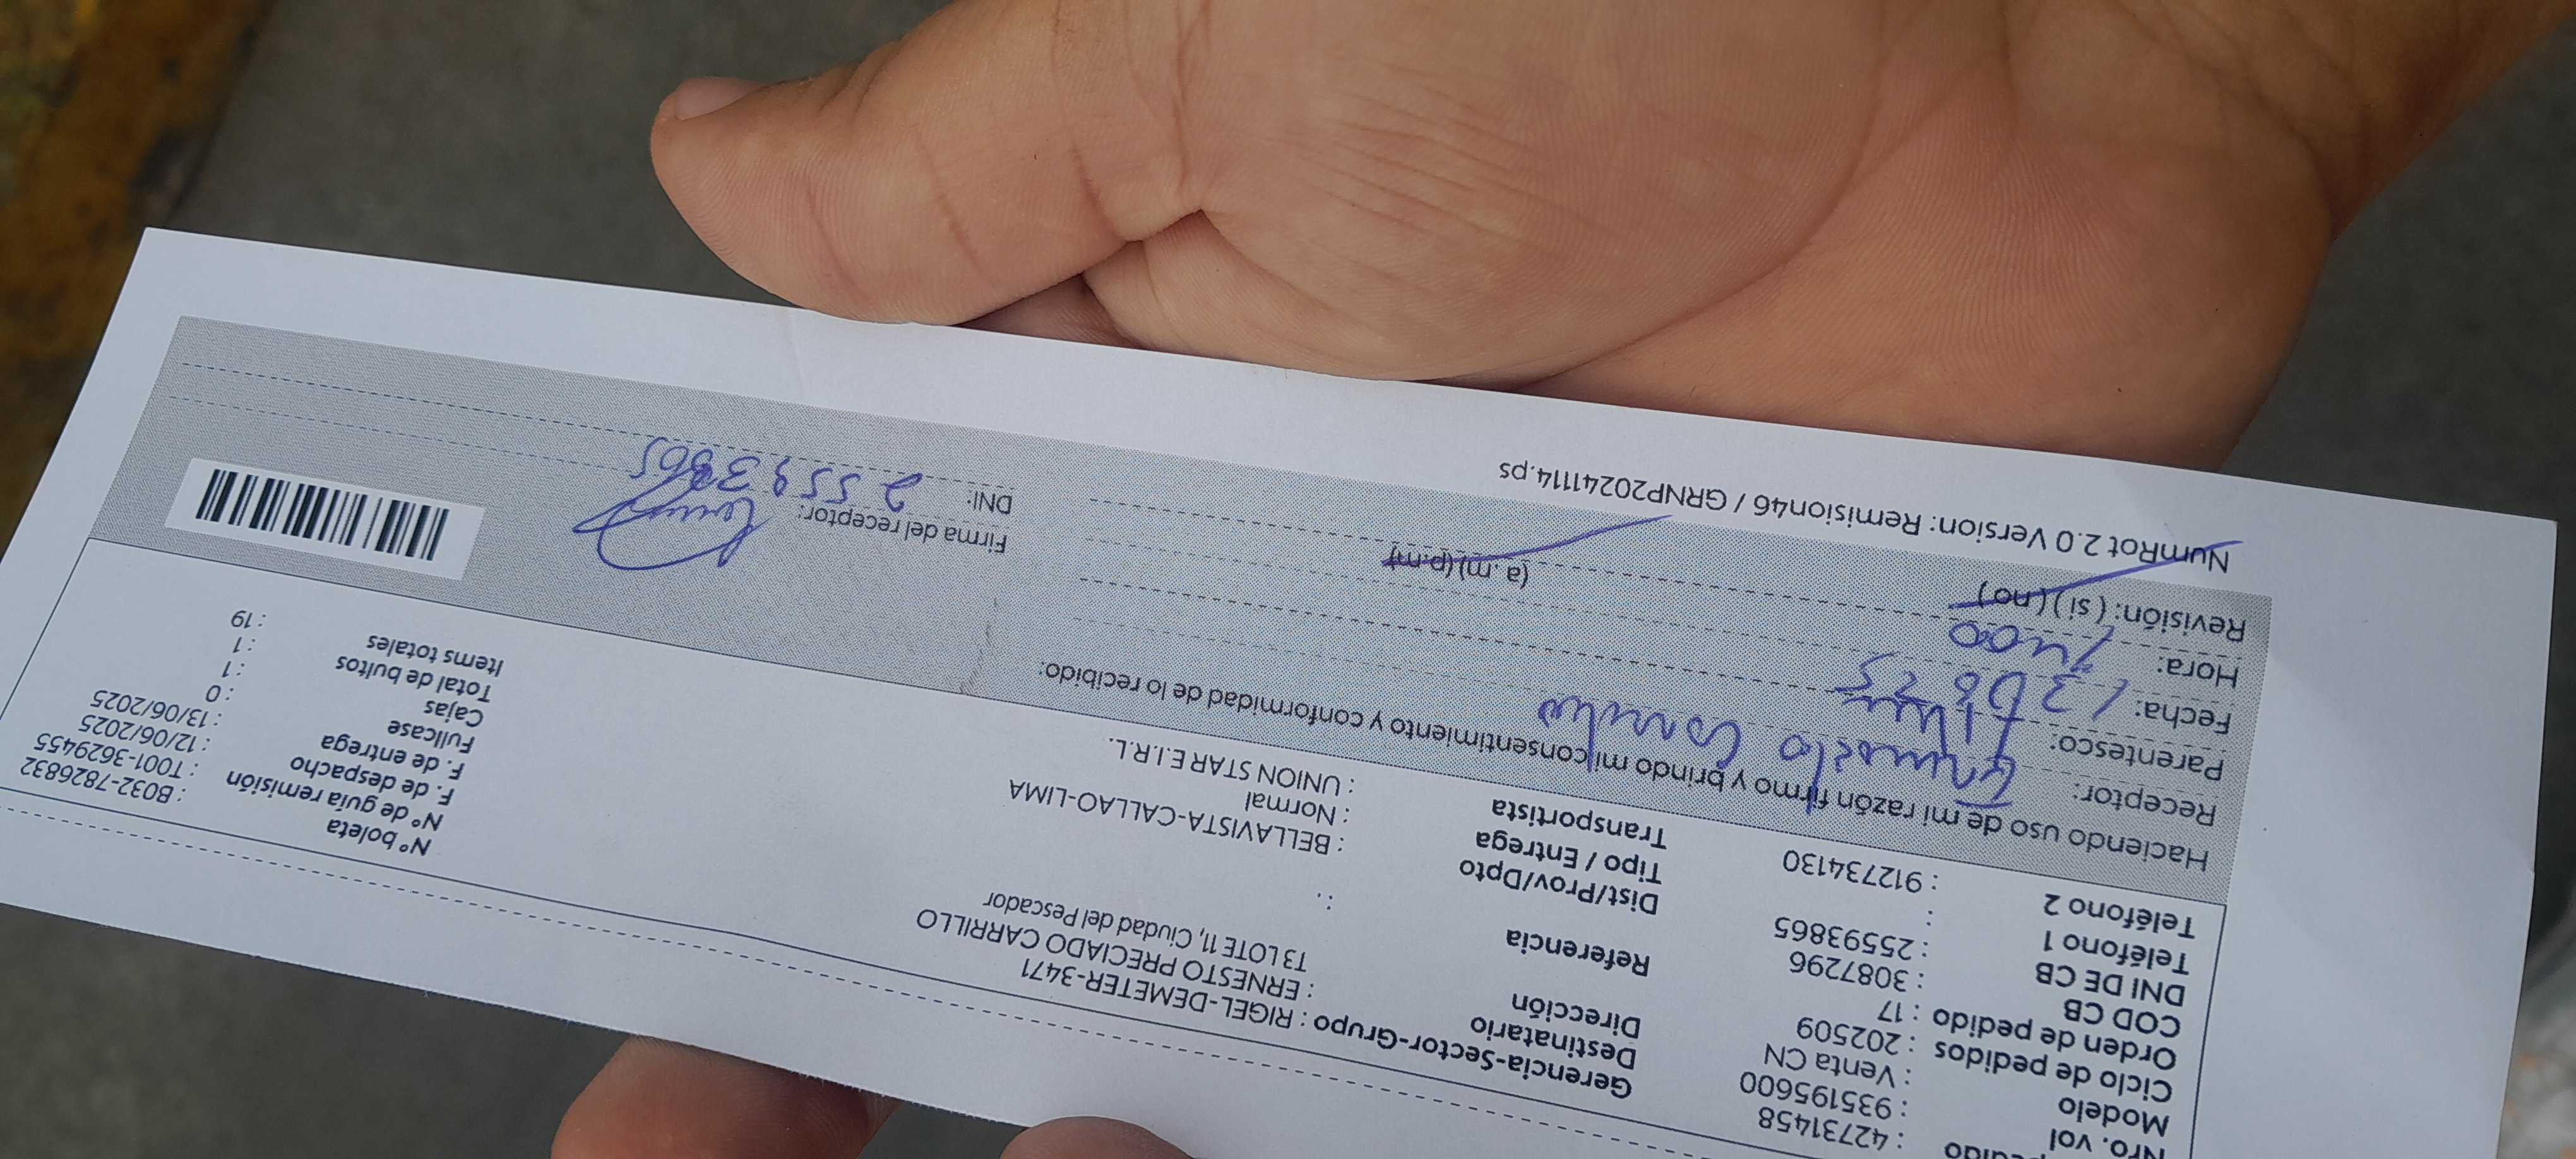 edido : 42731458
Nro. vol : 935195600
Modelo : Venta CN
Ciclo de pedidos : 202509
Orden de pedido : 17
COD CB : 3087296
DNI DE CB : 25593865
Teléfono 1 :
Teléfono 2 : 912734130
Gerencia-Sector-Grupo : RIGEL-DEMETER-3471
Destinatario : ERNESTO PRECIADO CARRILLO
Dirección T3 LOTE 11, Ciudad del Pescador
Referencia : .
Dist/Prov/Dpto : BELLAVISTA-CALLAO-LIMA
Tipo / Entrega : Normal
Transportista : UNION STAR E.I.R.L.
N° boleta : B032-7826832
N° de guía remisión : T001-3629455
F. de despacho : 12/06/2025
F. de entrega : 13/06/2025
Fullcase : 0
Cajas : 1
Total de bultos : 1
Items totales : 19
Haciendo uso de mi razón firmo y brindo mi consentimiento y conformidad de lo recibido:
Receptor:
Parentesco:
Fecha: 13 06 25
Hora: (a. m) (p.m)
Revisión: ( si ) ( no )
Firma del receptor:
DNI: 25593865
NumRot 2.0 Version: Remision46 / GRNP20241114.ps